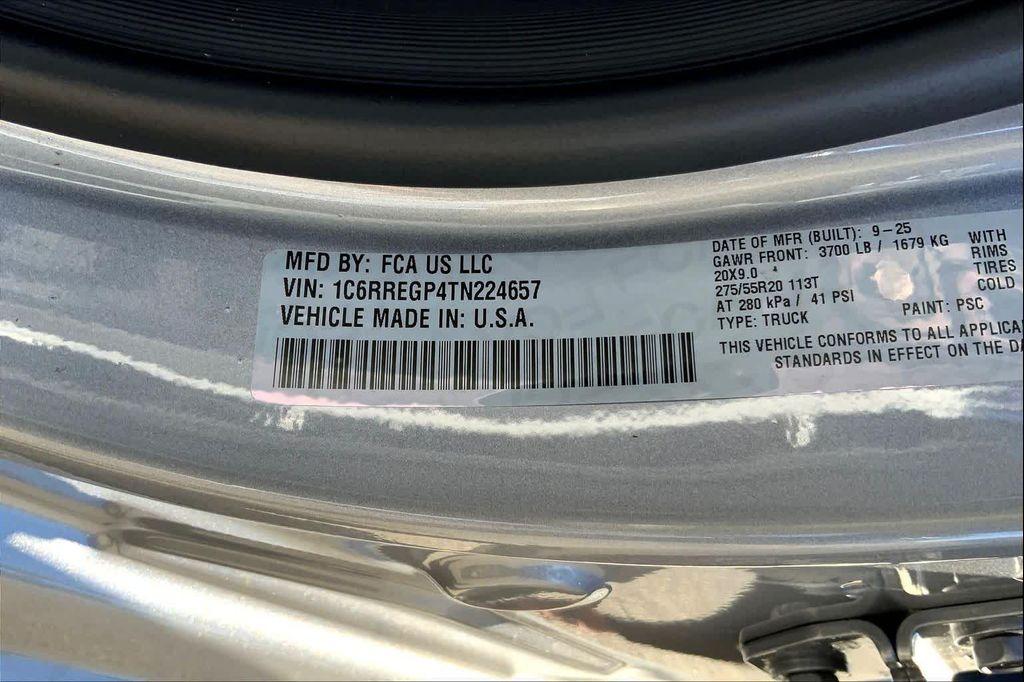 MFD BY: FCA US LLC
VIN: 1C6RREGP4TN224657
VEHICLE MADE IN: U.S.A.
DATE OF MFR (BUILT): 9-25
GAWR FRONT: 3700 LB / 1679 KG WITH
20X9.0 RIMS
275/55R20 113T TIRES
AT 280 kPa / 41 PSI COLD
TYPE: TRUCK PAINT: PSC
THIS VEHICLE CONFORMS TO ALL
STANDARDS IN EFFECT ON THE